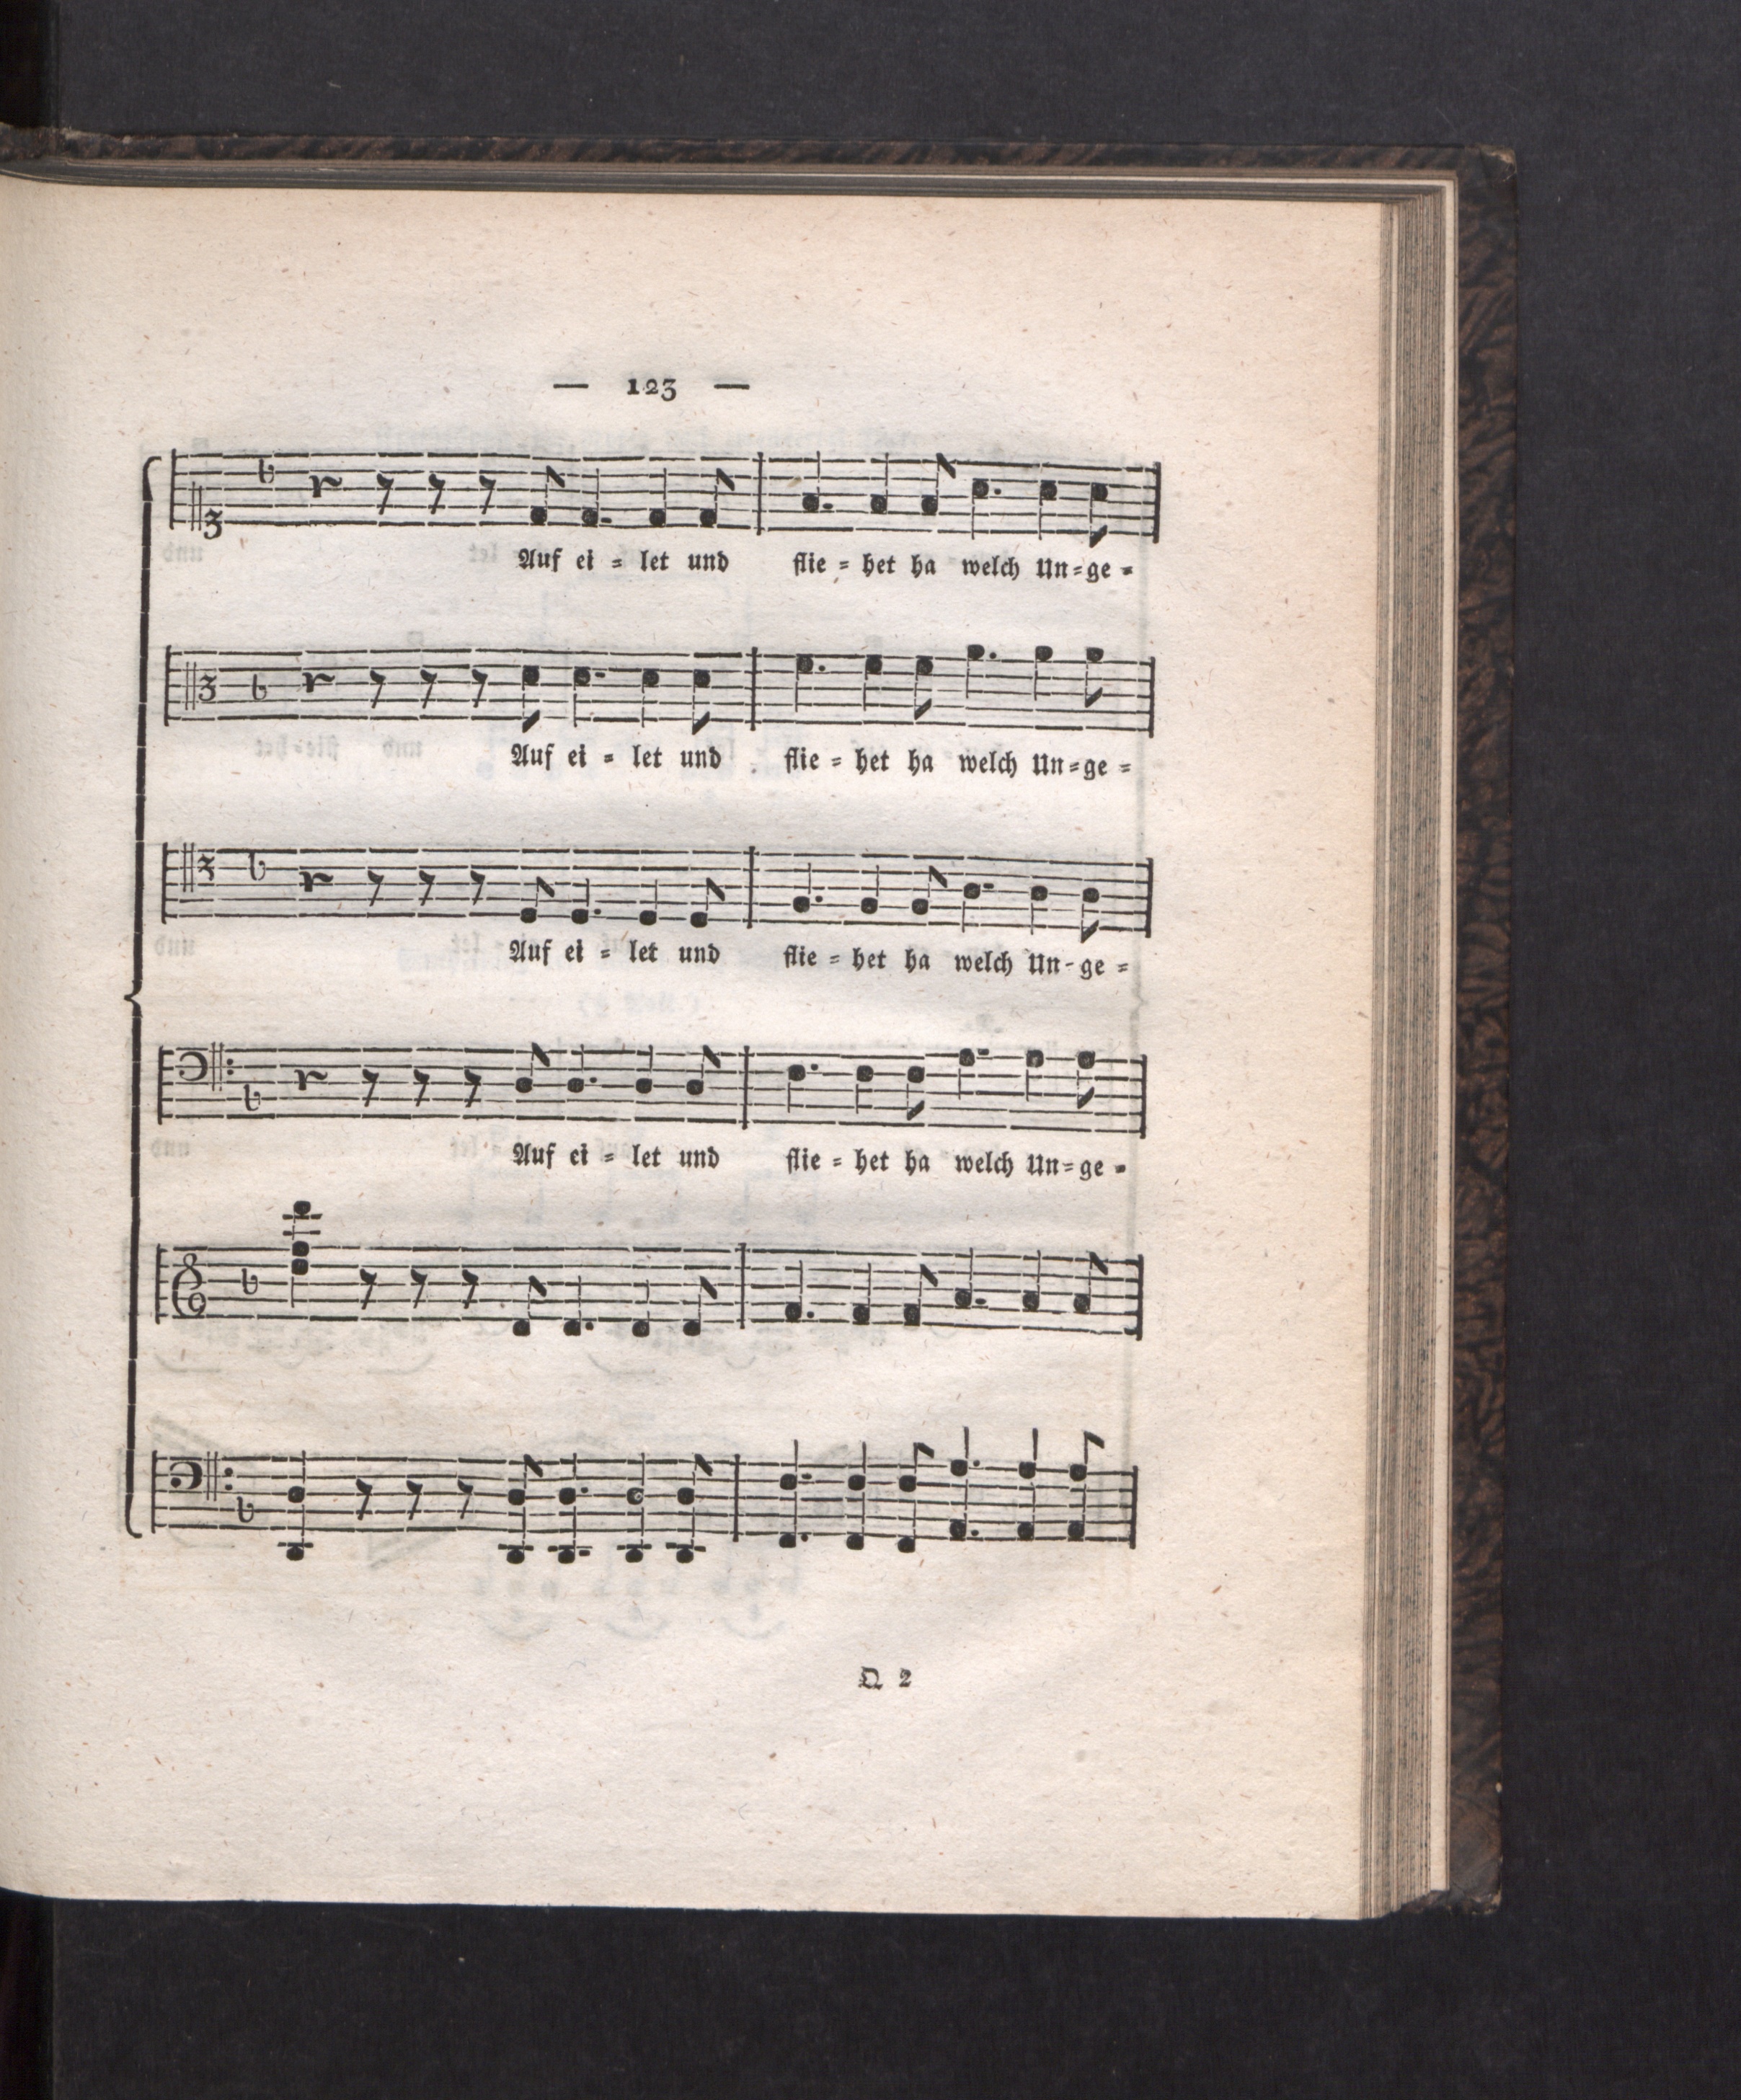 — 123 —
Auf ei = let und flie = het ha welch Un=ge =
Auf ei = let und flie = het ha welch Un=ge =
Auf ei = let und flie = het ha welch Un-ge =
Auf ei = let und flie = het ha welch Un=ge =
Q 2